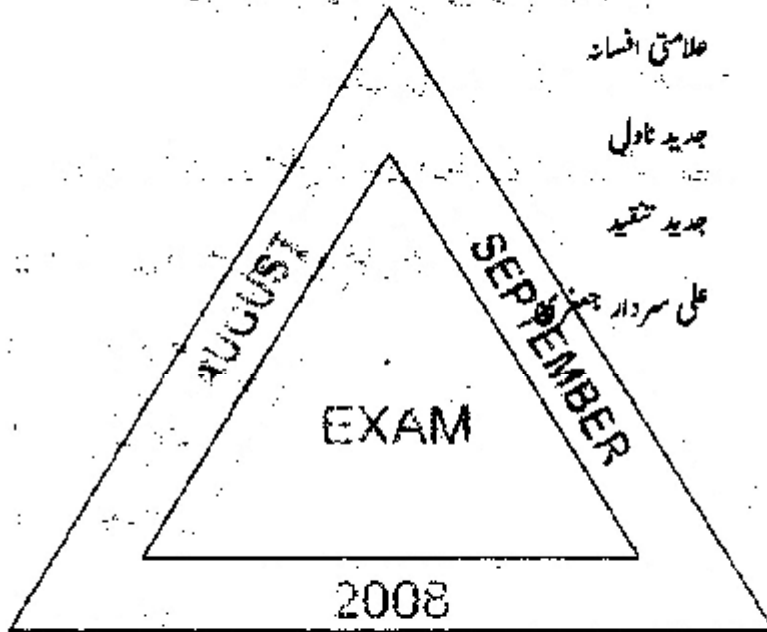 علامتی افسانہ
جدید ناول
جدید تنقید
علی سردار جعفری
AUGUST
SEPTEMBER
EXAM
2008